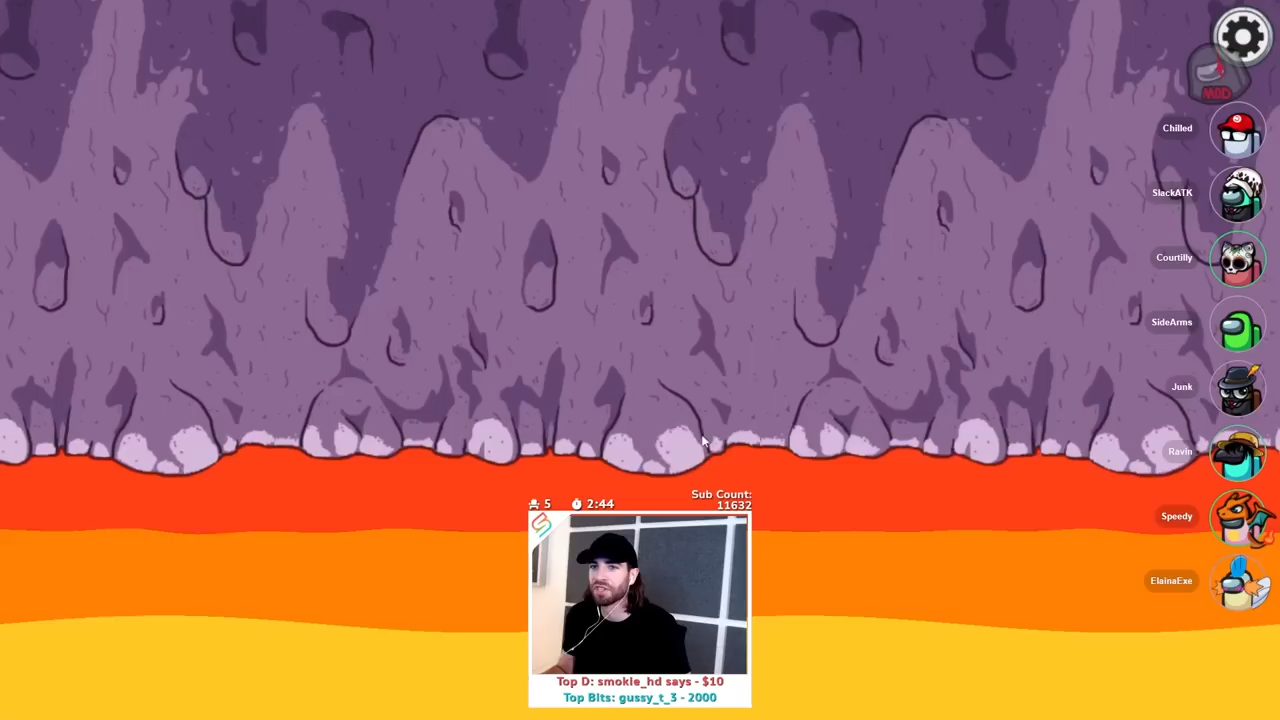 MOD
Chilled
SlackATK
Courtilly
SideArms
Junk
Ravin
Speedy
ElainaExe
5 2:44
Sub Count:
11632
Top D: smokie_hd says - $10
Top Bits: gussy_t_3 - 2000